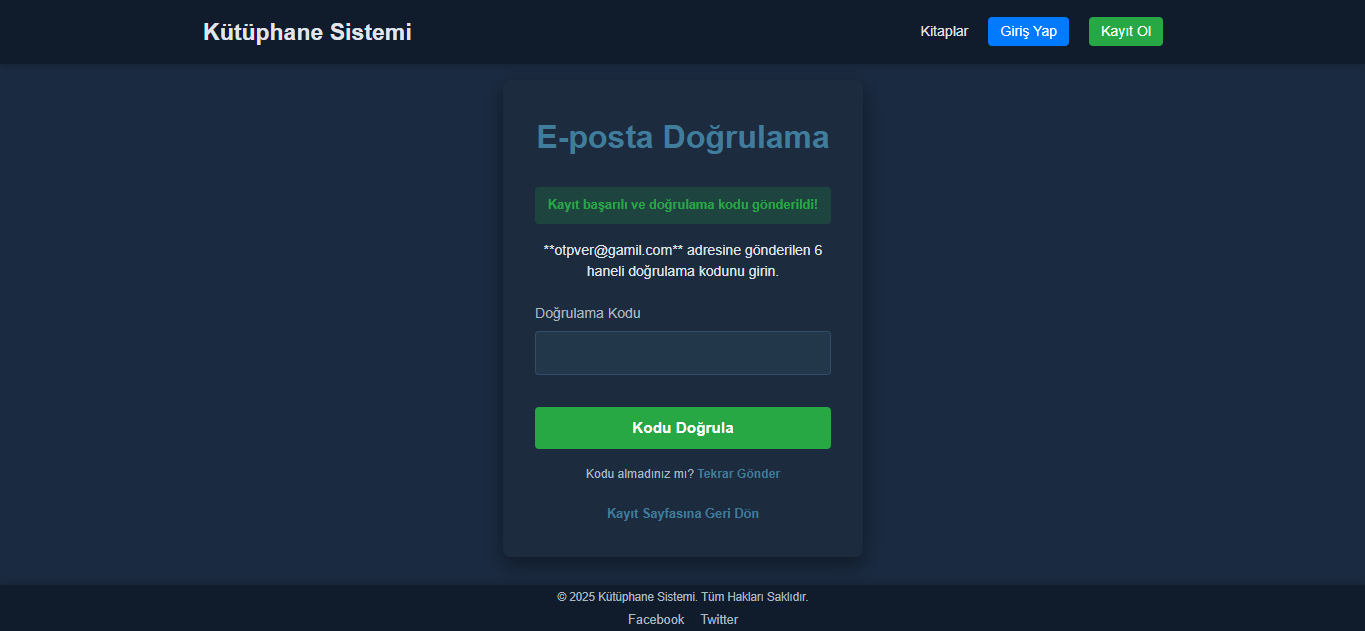 Kütüphane Sistemi
Kitaplar
Giriş Yap
Kayıt Ol
E-posta Doğrulama
Kayıt başarılı ve doğrulama kodu gönderildi!
**otpver@gamil.com** adresine gönderilen 6
haneli doğrulama kodunu girin.
Doğrulama Kodu
Kodu Doğrula
Kodu almadınız mı? Tekrar Gönder
Kayıt Sayfasına Geri Dön
© 2025 Kütüphane Sistemi. Tüm Hakları Saklıdır.
Facebook Twitter